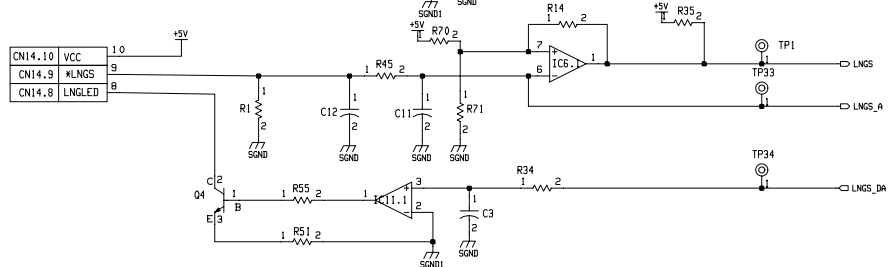 SGND1 SGND
+5V R70 2
R14
1 2
+5V R35
1 2
TP1
CN14.10 VCC 10 +5V
CN14.9 *LNGS 9
CN14.8 LNGLED 8
7 + IC6.1 1
6 -
1 LNGS
TP33
1 R45 2
1 R1 2
C12 1 2
C11 1 2
1 R71 2
1 LNGS_A
SGND SGND SGND SGND
TP34
C 2
Q4 1 B
E 3
1 R55 2
1 IC11.1 + 3
- 2
1 R34 2
1 LNGS_DA
1 C3 2
R51
1 2
SGND1
SGND